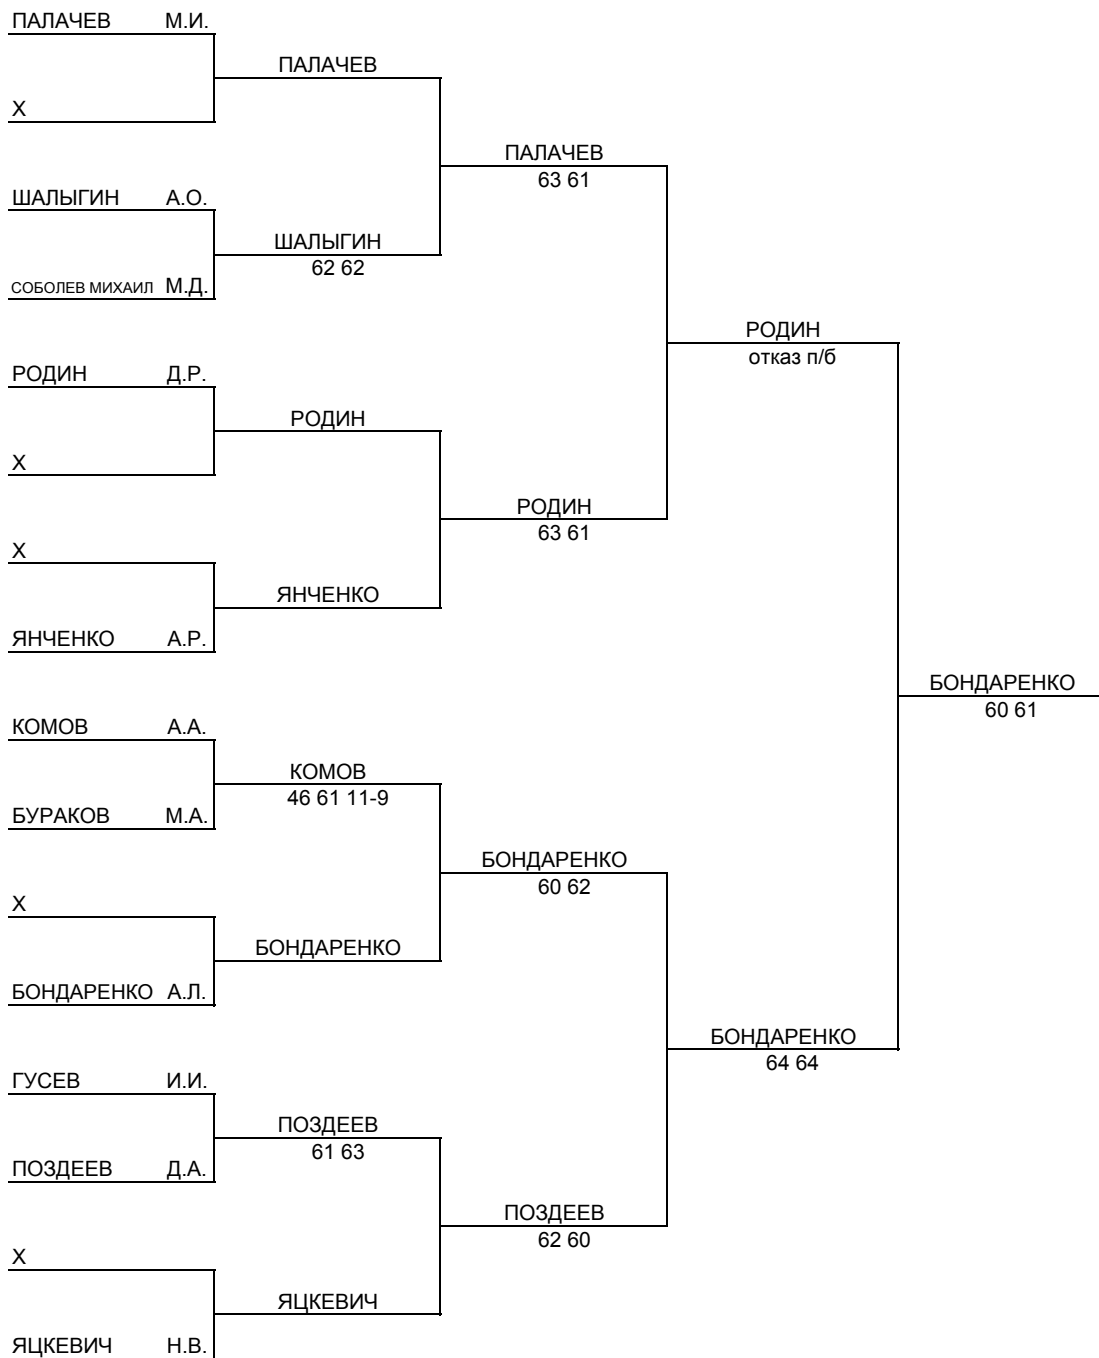 ПАЛАЧЕВ М.И.
ПАЛАЧЕВ
X
ПАЛАЧЕВ
63 61
ШАЛЫГИН А.О.
ШАЛЫГИН
62 62
СОБОЛЕВ МИХАИЛ М.Д.
РОДИН
отказ п/б
РОДИН Д.Р.
РОДИН
X
РОДИН
63 61
X
ЯНЧЕНКО
ЯНЧЕНКО А.Р.
БОНДАРЕНКО
60 61
КОМОВ А.А.
КОМОВ
46 61 11-9
БУРАКОВ М.А.
БОНДАРЕНКО
60 62
X
БОНДАРЕНКО
БОНДАРЕНКО А.Л.
БОНДАРЕНКО
64 64
ГУСЕВ И.И.
ПОЗДЕЕВ
61 63
ПОЗДЕЕВ Д.А.
ПОЗДЕЕВ
62 60
X
ЯЦКЕВИЧ
ЯЦКЕВИЧ Н.В.